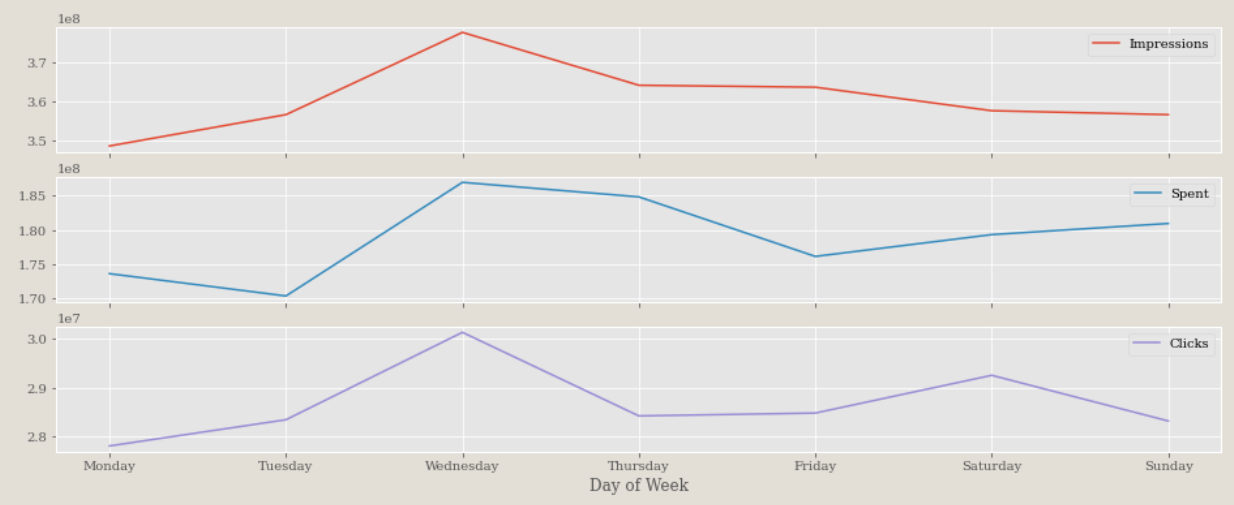 1e8
Impressions
3.7
3.6
3.5
1e8
Spent
1.85
1.80
1.75
1.70
1e7
Clicks
3.0
2.9
2.8
Monday Tuesday Wednesday Thursday Friday Saturday Sunday
Day of Week